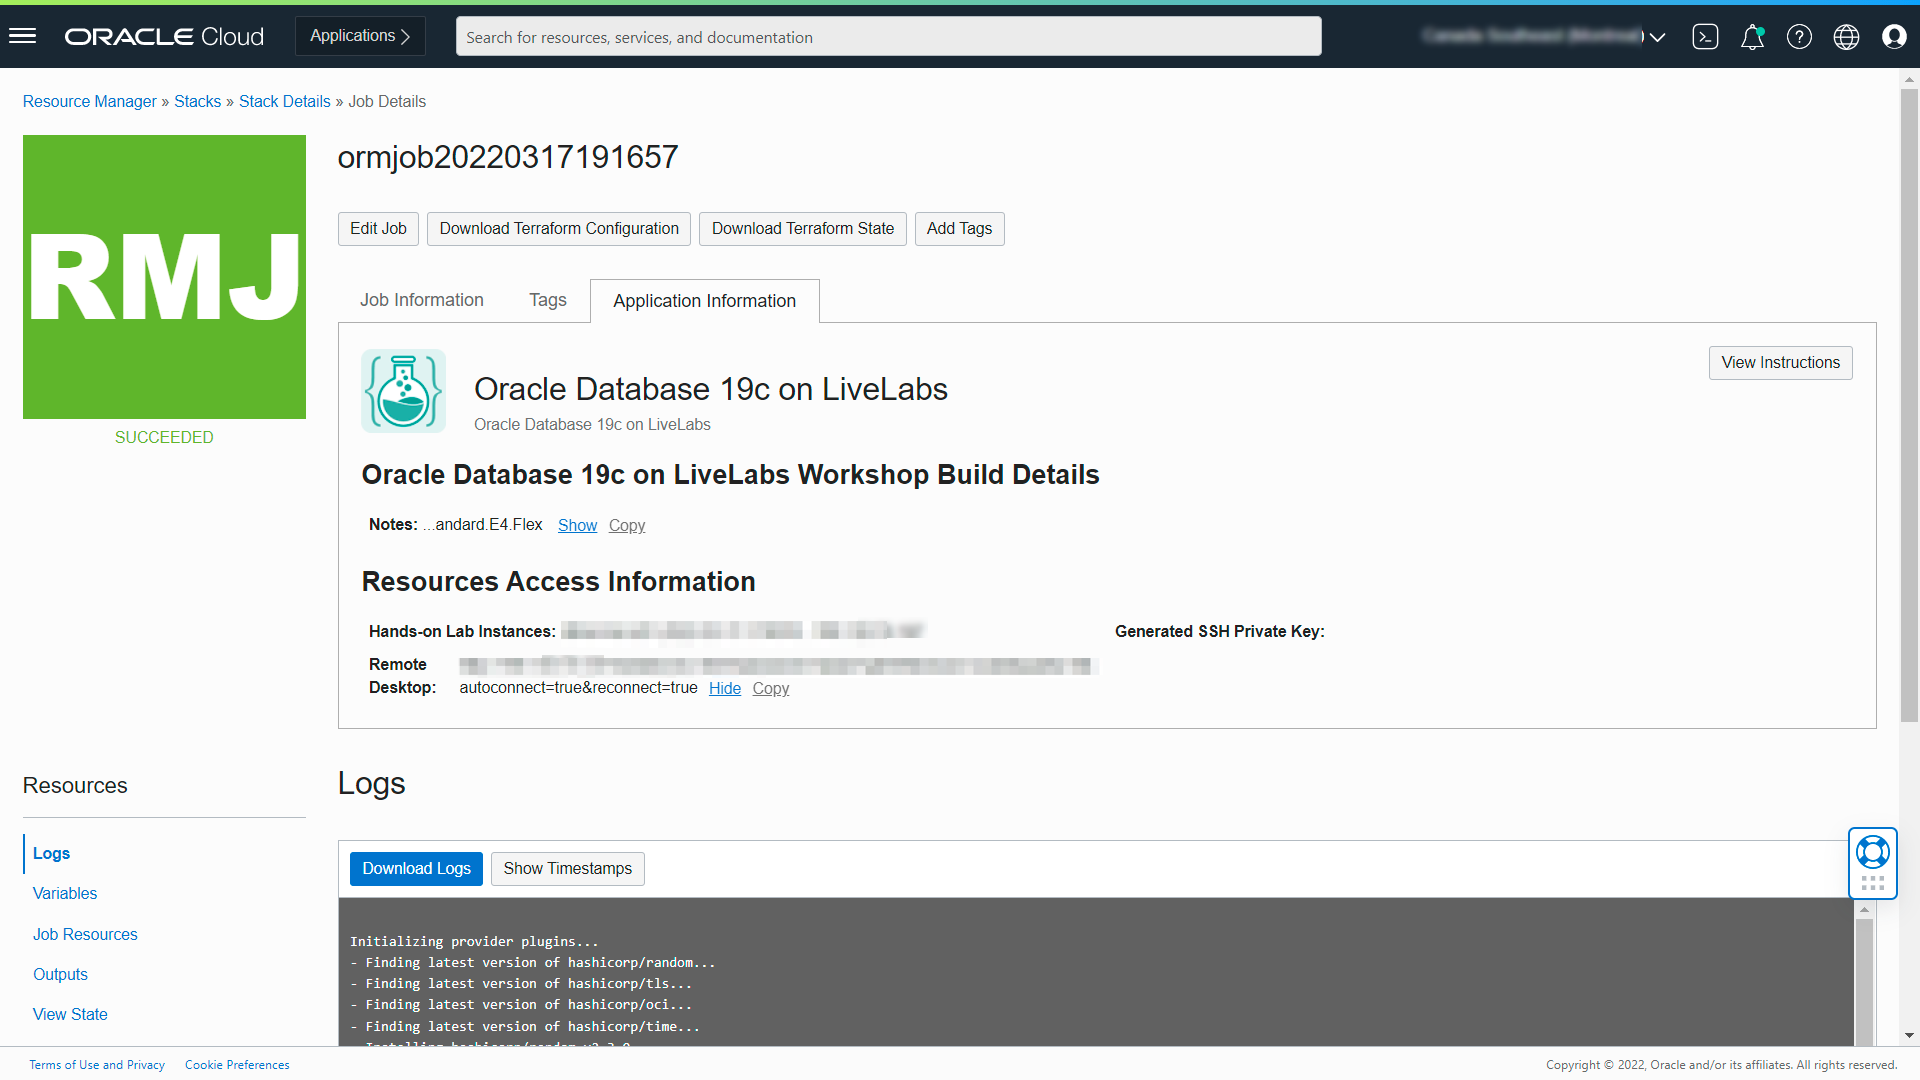 ORACLE Cloud
Applications
Search for resources, services, and documentation
Resource Manager » Stacks » Stack Details » Job Details
RMJ
SUCCEEDED
ormjob20220317191657
Edit Job
Download Terraform Configuration
Download Terraform State
Add Tags
Job Information
Tags
Application Information
View Instructions
Oracle Database 19c on LiveLabs
Oracle Database 19c on LiveLabs
Oracle Database 19c on LiveLabs Workshop Build Details
Notes: ...andard.E4.Flex Show Copy
Resources Access Information
Hands-on Lab Instances:
Generated SSH Private Key:
Remote
Desktop: autoconnect=true&reconnect=true Hide Copy
Resources
Logs
Variables
Job Resources
Outputs
View State
Logs
Download Logs
Show Timestamps
Initializing provider plugins...
- Finding latest version of hashicorp/random...
- Finding latest version of hashicorp/tls...
- Finding latest version of hashicorp/oci...
- Finding latest version of hashicorp/time...
Terms of Use and Privacy
Cookie Preferences
Copyright © 2022, Oracle and/or its affiliates. All rights reserved.